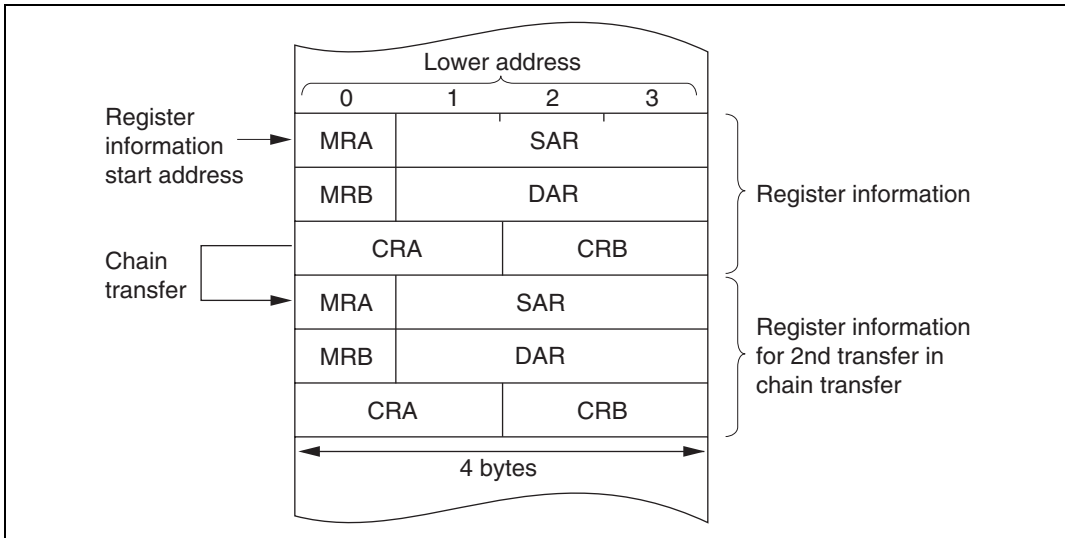 Lower address
0 1 2 3
Register
information
start address
MRA SAR
MRB DAR
Register information
CRA CRB
Chain
transfer
MRA SAR
MRB DAR
CRA CRB
Register information
for 2nd transfer in
chain transfer
4 bytes